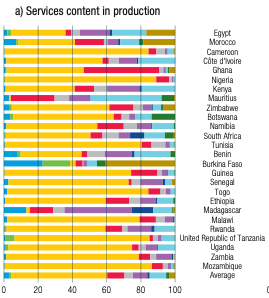 a) Services content in production
Egypt
Morocco
Cameroon
Côte d'Ivoire
Ghana
Nigeria
Kenya
Mauritius
Zimbabwe
Botswana
Namibia
South Africa
Tunisia
Benin
Burkina Faso
Guinea
Senegal
Togo
Ethiopia
Madagascar
Malawi
Rwanda
United Republic of Tanzania
Uganda
Zambia
Mozambique
Average
0 20 40 60 80 100 0